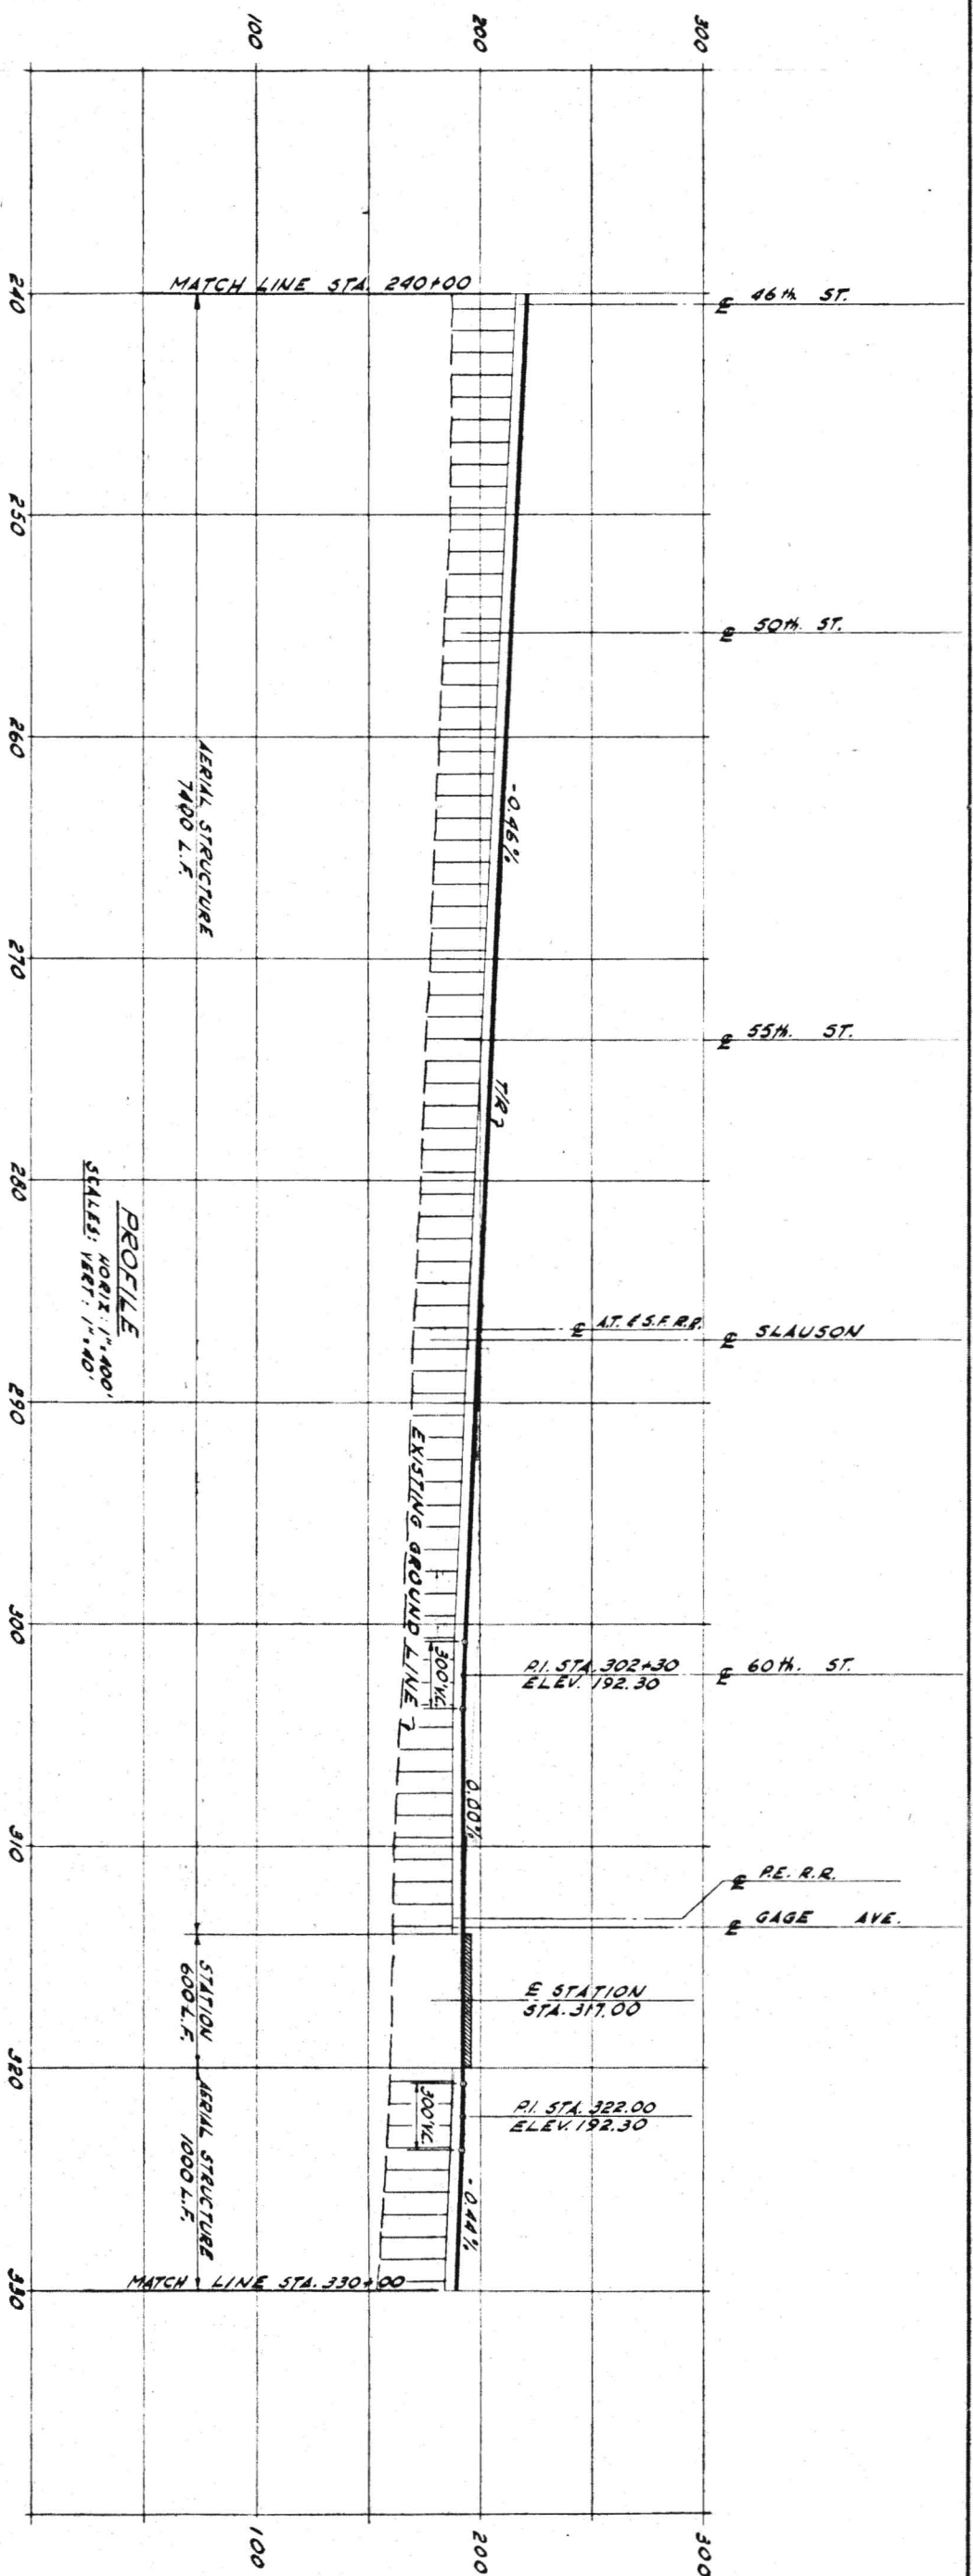 300
200
100
300
200
100
℄ 46th ST.
℄ 50th. ST.
℄ 55th. ST.
℄ A.T. & S.F. R.R.
℄ SLAUSON
℄ 60th. ST.
℄ P.E. R.R.
℄ GAGE AVE.
P.I. STA. 302+30
ELEV. 192.30
℄ STATION
STA. 317.00
P.I. STA. 322.00
ELEV. 192.30
-0.46%
T/R
0.00%
-0.44%
300'V.C.
300'V.C.
EXISTING GROUND LINE
MATCH LINE STA. 240+00
MATCH LINE STA. 330+00
AERIAL STRUCTURE
7400 L.F.
STATION
600 L.F.
AERIAL STRUCTURE
1000 L.F.
PROFILE
SCALES: HORIZ: 1"=400'
VERT: 1"=40'
240
250
260
270
280
290
300
310
320
330